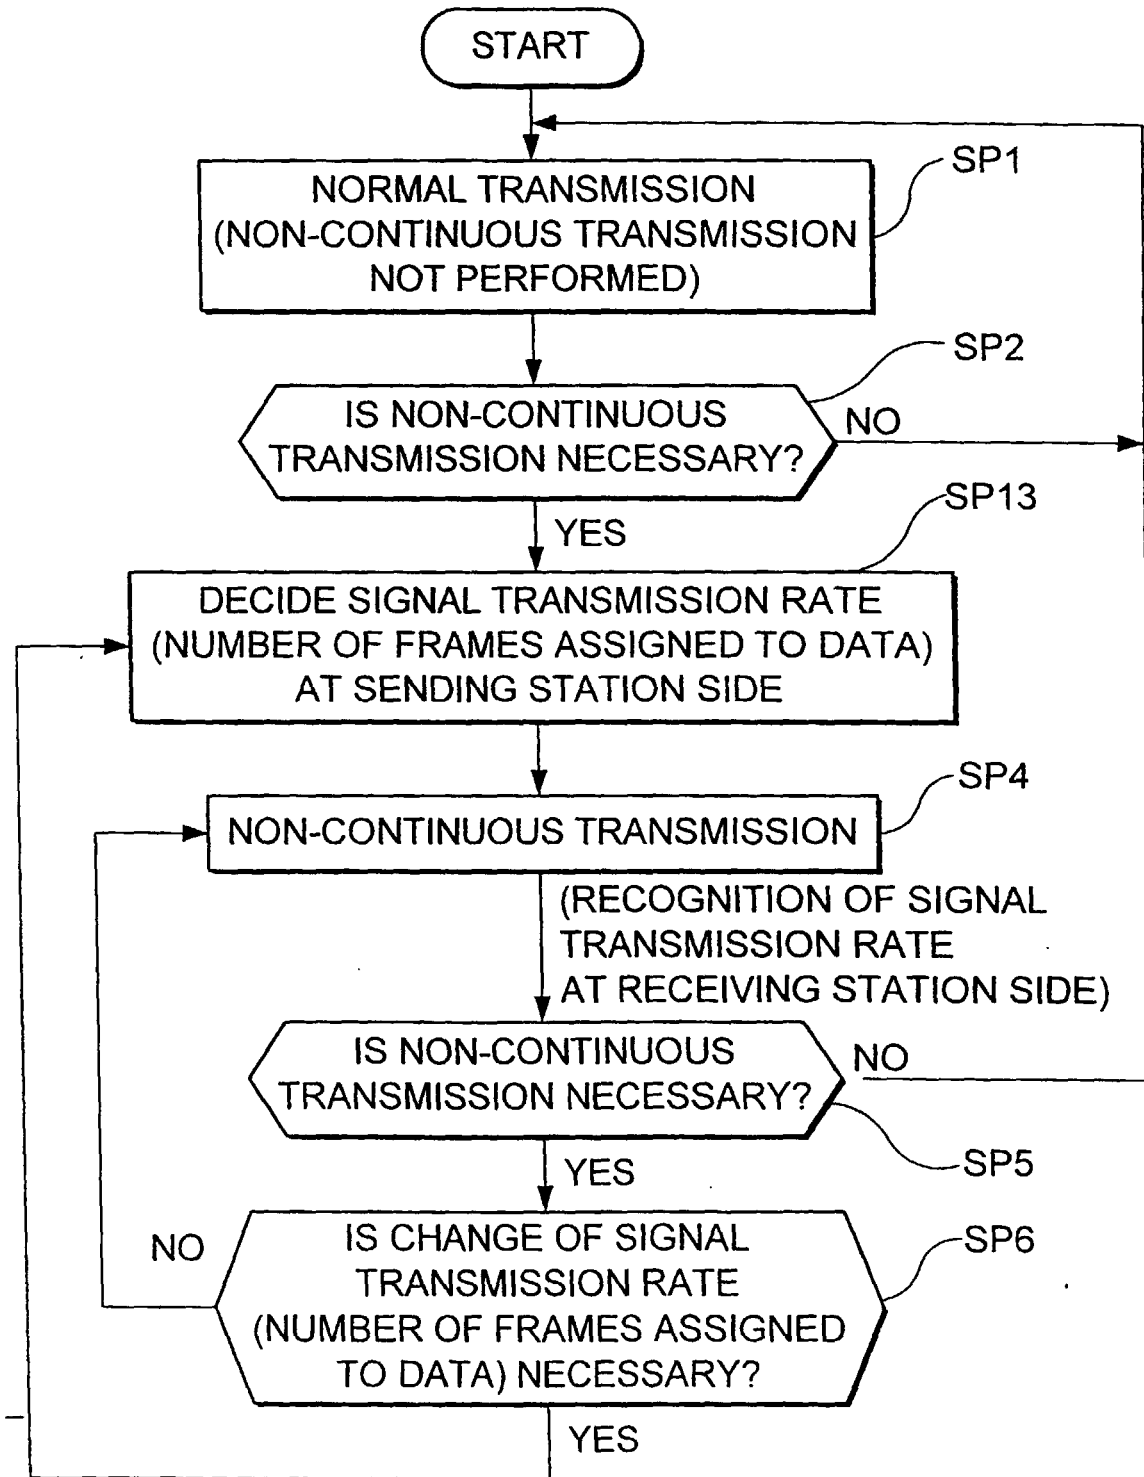 START
SP1
NORMAL TRANSMISSION
(NON-CONTINUOUS TRANSMISSION
NOT PERFORMED)
SP2
IS NON-CONTINUOUS
TRANSMISSION NECESSARY?
NO
YES
SP13
DECIDE SIGNAL TRANSMISSION RATE
(NUMBER OF FRAMES ASSIGNED TO DATA)
AT SENDING STATION SIDE
SP4
NON-CONTINUOUS TRANSMISSION
(RECOGNITION OF SIGNAL
TRANSMISSION RATE
AT RECEIVING STATION SIDE)
IS NON-CONTINUOUS
TRANSMISSION NECESSARY?
NO
SP5
YES
SP6
NO
IS CHANGE OF SIGNAL
TRANSMISSION RATE
(NUMBER OF FRAMES ASSIGNED
TO DATA) NECESSARY?
YES